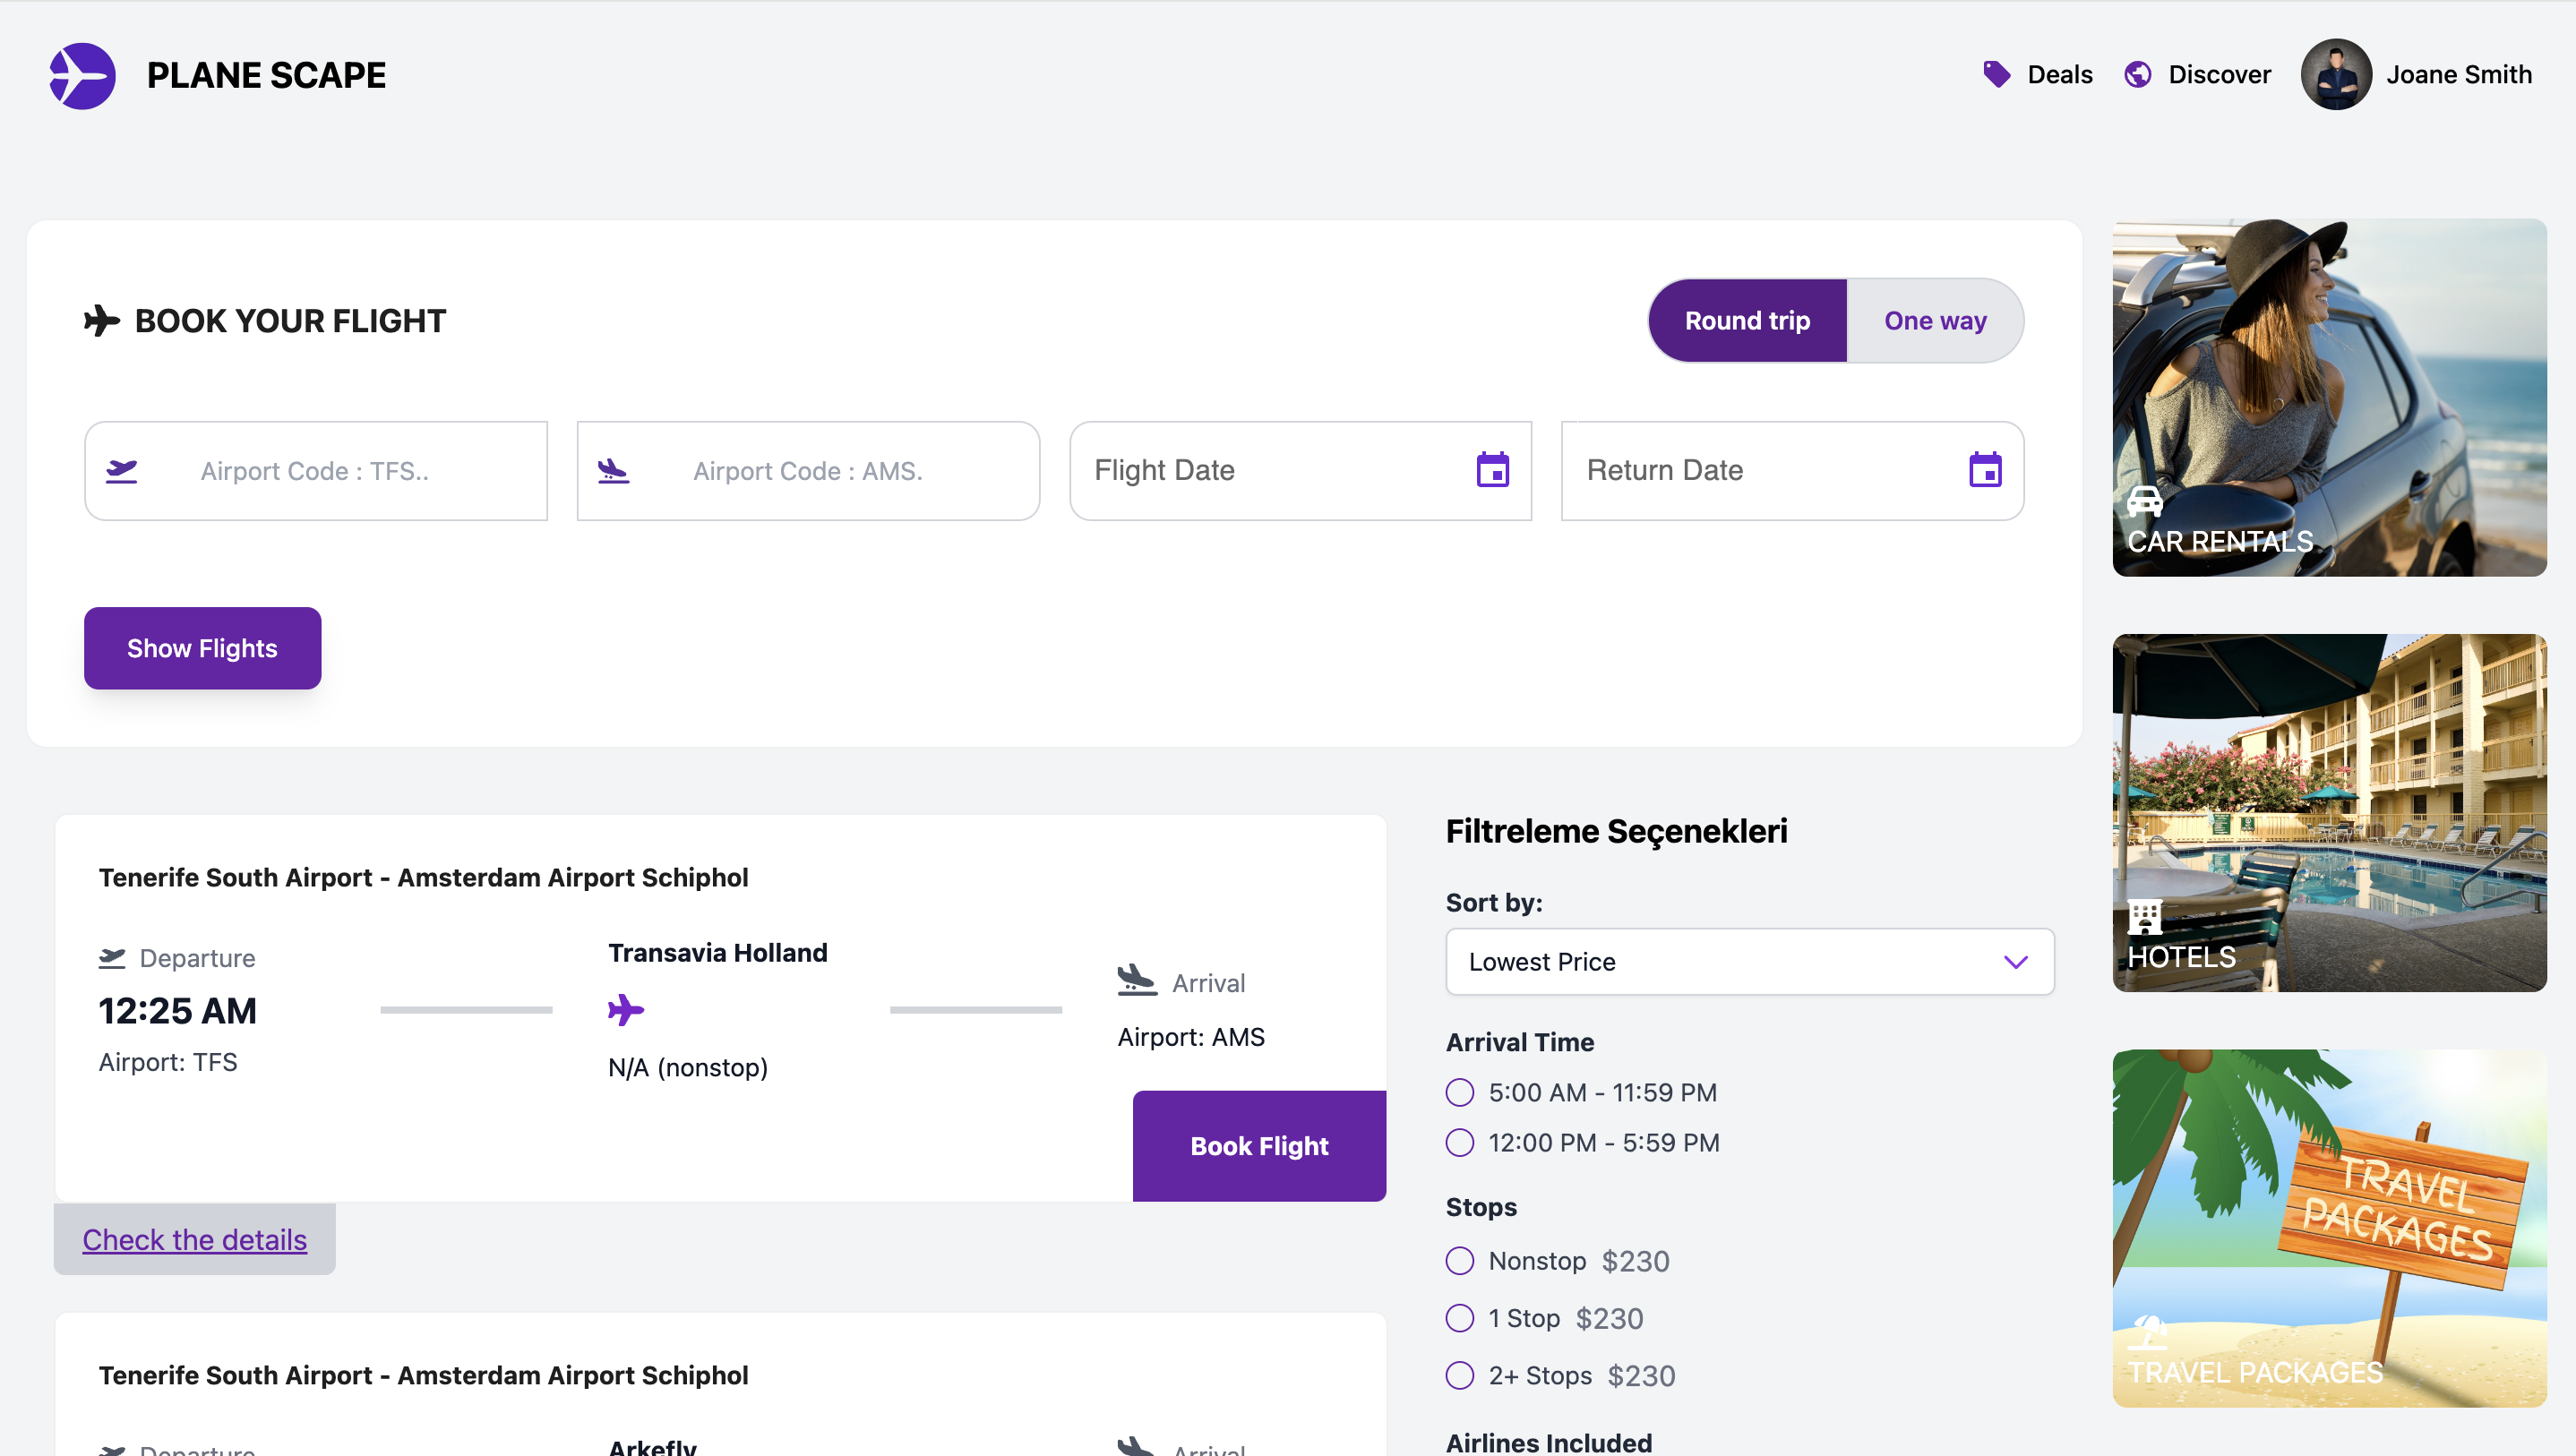 PLANE SCAPE
Deals
Discover
Joane Smith
BOOK YOUR FLIGHT
Round trip
One way
Airport Code : TFS..
Airport Code : AMS.
Flight Date
Return Date
Show Flights
CAR RENTALS
HOTELS
TRAVEL
PACKAGES
TRAVEL PACKAGES
Tenerife South Airport - Amsterdam Airport Schiphol
Departure
12:25 AM
Airport: TFS
Transavia Holland
N/A (nonstop)
Arrival
Airport: AMS
Book Flight
Check the details
Tenerife South Airport - Amsterdam Airport Schiphol
Departure
Arkefly
Arrival
Filtreleme Seçenekleri
Sort by:
Lowest Price
Arrival Time
5:00 AM - 11:59 PM
12:00 PM - 5:59 PM
Stops
Nonstop $230
1 Stop $230
2+ Stops $230
Airlines Included